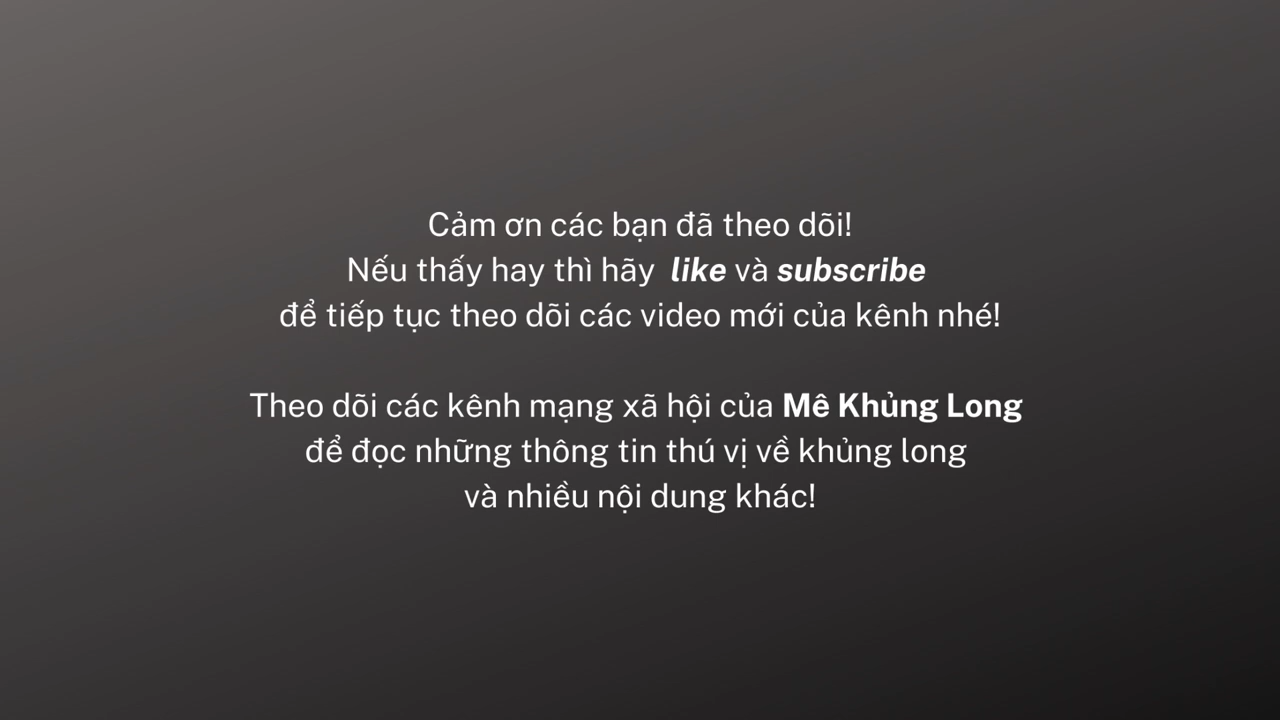 Cảm ơn các bạn đã theo dõi!
Nếu thấy hay thì hãy like và subscribe
để tiếp tục theo dõi các video mới của kênh nhé!
Theo dõi các kênh mạng xã hội của Mê Khủng Long
để đọc những thông tin thú vị về khủng long
và nhiều nội dung khác!